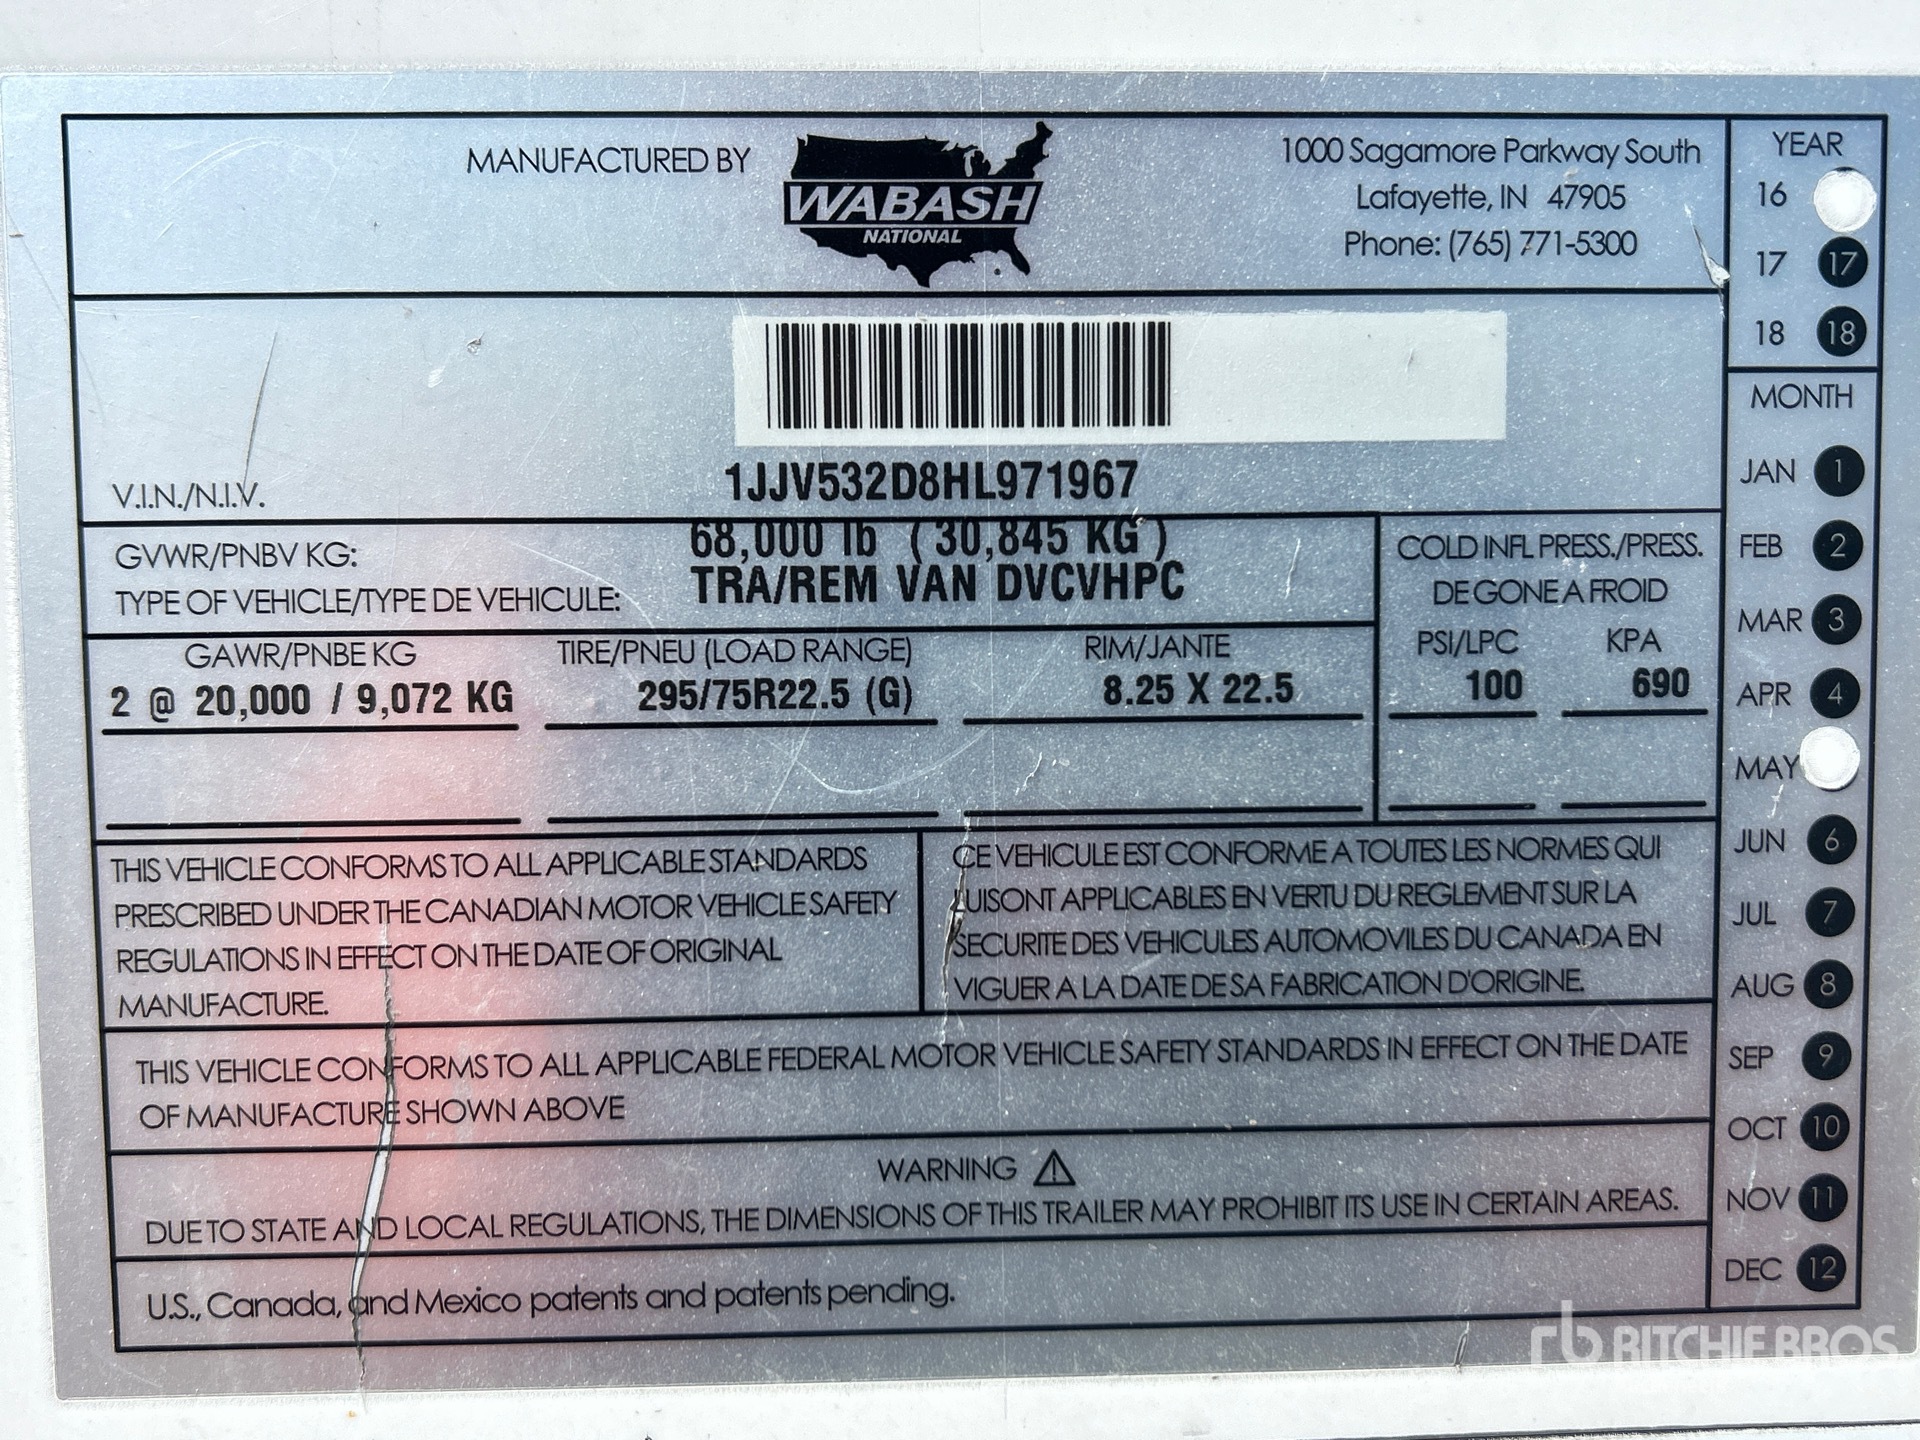 MANUFACTURED BY
WABASH
NATIONAL
1000 Sagamore Parkway South
Lafayette, IN 47905
Phone: (765) 771-5300
YEAR
16
17 17
18 18
V.I.N./N.I.V.
1JJV532D8HL971967
GVWR/PNBV KG:
68,000 lb ( 30,845 KG )
TYPE OF VEHICLE/TYPE DE VEHICULE:
TRA/REM VAN DVCVHPC
COLD INFL PRESS./PRESS.
DE GONE A FROID
GAWR/PNBE KG
TIRE/PNEU (LOAD RANGE)
RIM/JANTE
PSI/LPC
KPA
2 @ 20,000 / 9,072 KG
295/75R22.5 (G)
8.25 X 22.5
100
690
THIS VEHICLE CONFORMS TO ALL APPLICABLE STANDARDS
PRESCRIBED UNDER THE CANADIAN MOTOR VEHICLE SAFETY
REGULATIONS IN EFFECT ON THE DATE OF ORIGINAL
MANUFACTURE.
CE VEHICULE EST CONFORME A TOUTES LES NORMES QUI
LUISONT APPLICABLES EN VERTU DU REGLEMENT SUR LA
SECURITE DES VEHICULES AUTOMOVILES DU CANADA EN
VIGUER A LA DATE DE SA FABRICATION D'ORIGINE.
THIS VEHICLE CONFORMS TO ALL APPLICABLE FEDERAL MOTOR VEHICLE SAFETY STANDARDS IN EFFECT ON THE DATE
OF MANUFACTURE SHOWN ABOVE
WARNING
DUE TO STATE AND LOCAL REGULATIONS, THE DIMENSIONS OF THIS TRAILER MAY PROHIBIT ITS USE IN CERTAIN AREAS.
U.S., Canada, and Mexico patents and patents pending.
MONTH
JAN 1
FEB 2
MAR 3
APR 4
MAY
JUN 6
JUL 7
AUG 8
SEP 9
OCT 10
NOV 11
DEC 12
rb RITCHIE BROS